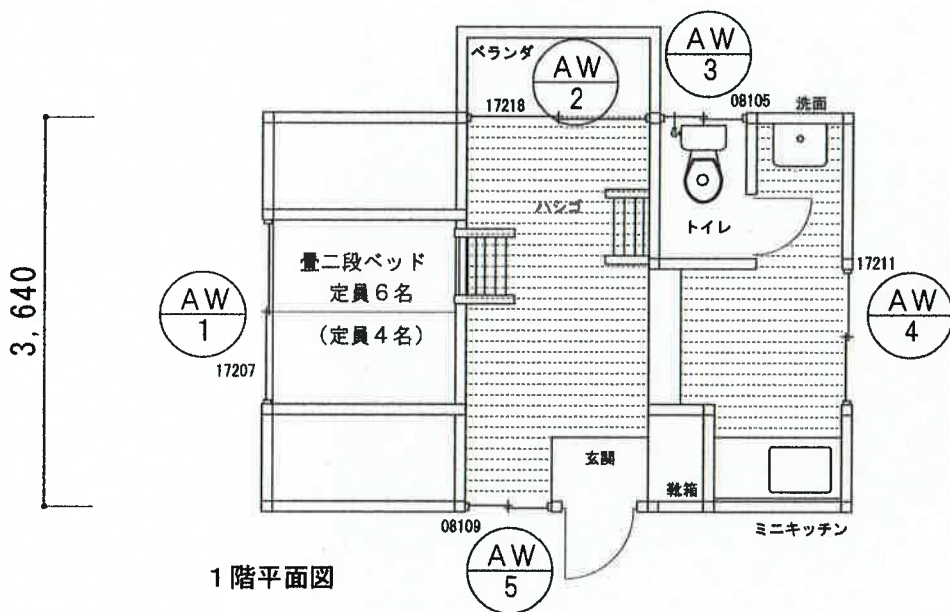 ベランダ
AW
2
AW
3
17218
08105
洗面
ハシゴ
トイレ
3,640
畳二段ベッド
定員6名
(定員4名)
AW
1
17207
17211
AW
4
玄関
靴箱
08109
ミニキッチン
AW
5
1階平面図